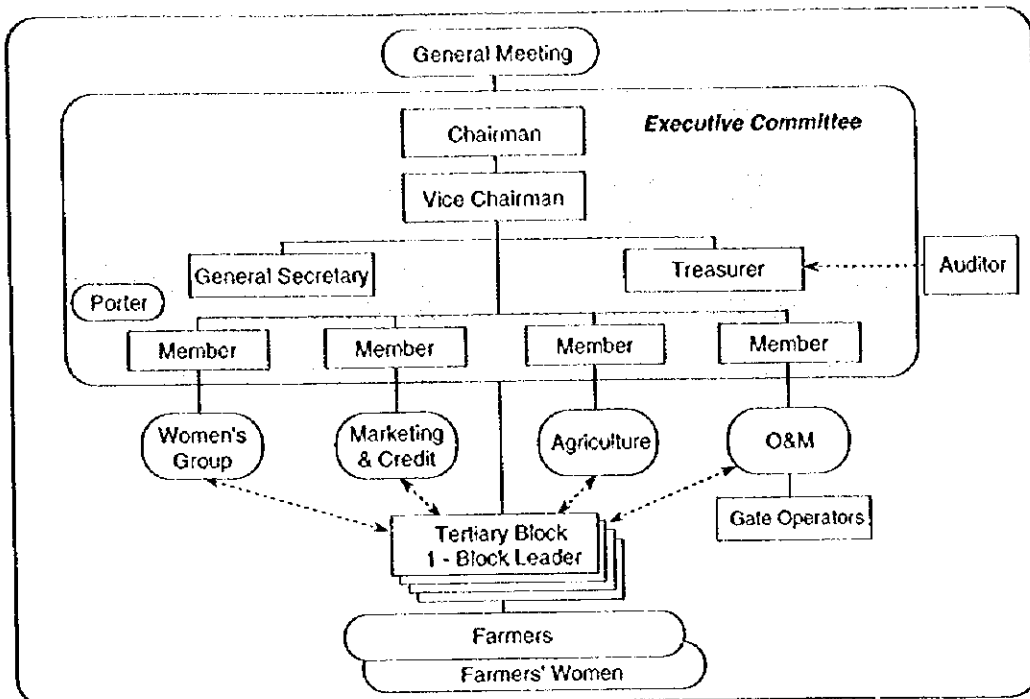 General Meeting
Executive Committee
Chairman
Vice Chairman
General Secretary
Treasurer
Auditor
Porter
Member
Member
Member
Member
Women's
Group
Marketing
& Credit
Agriculture
O&M
Gate Operators
Tertiary Block
1 - Block Leader
Farmers
Farmers' Women